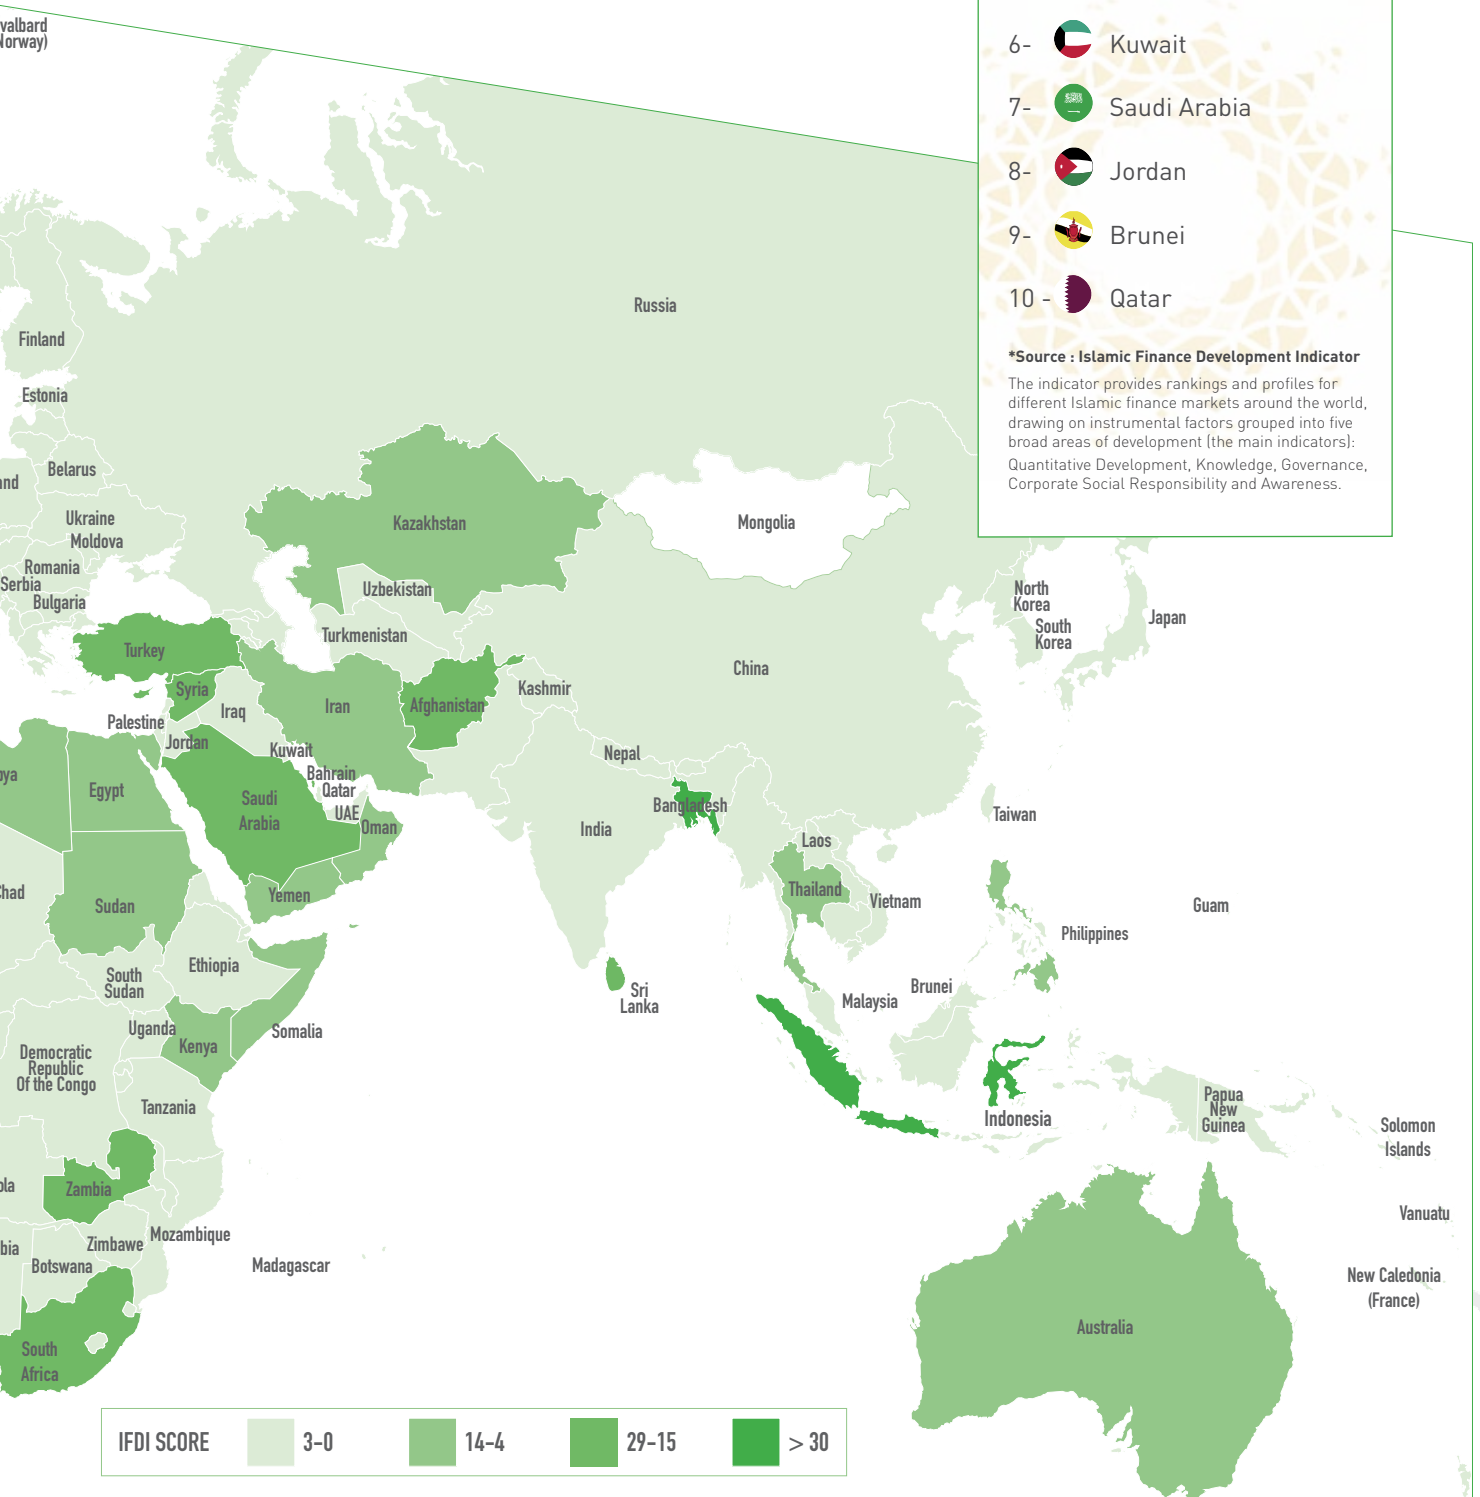 valbard
Norway)
6- Kuwait
7- Saudi Arabia
8- Jordan
9- Brunei
10 - Qatar
*Source : Islamic Finance Development Indicator
The indicator provides rankings and profiles for
different Islamic finance markets around the world,
drawing on instrumental factors grouped into five
broad areas of development (the main indicators):
Quantitative Development, Knowledge, Governance,
Corporate Social Responsibility and Awareness.
Russia
Finland
Estonia
Belarus
and
Ukraine
Moldova
Romania
Serbia
Bulgaria
Kazakhstan
Mongolia
Uzbekistan
Turkmenistan
North
Korea
South
Korea
Japan
Turkey
China
Syria
Kashmir
Iran
Afghanistan
Iraq
Palestine
Jordan
Kuwait
Nepal
Bahrain
Qatar
bya
Egypt
Saudi
Arabia
UAE
Oman
Bangladesh
India
Taiwan
Laos
Chad
Sudan
Yemen
Thailand
Vietnam
Guam
Philippines
Ethiopia
South
Sudan
Sri
Lanka
Brunei
Malaysia
Uganda
Kenya
Somalia
Democratic
Republic
Of the Congo
Tanzania
Indonesia
Papua
New
Guinea
Solomon
Islands
ola
Zambia
Vanuatu
bia
Zimbawe
Mozambique
Botswana
Madagascar
New Caledonia
(France)
Australia
South
Africa
IFDI SCORE
3-0
14-4
29-15
> 30